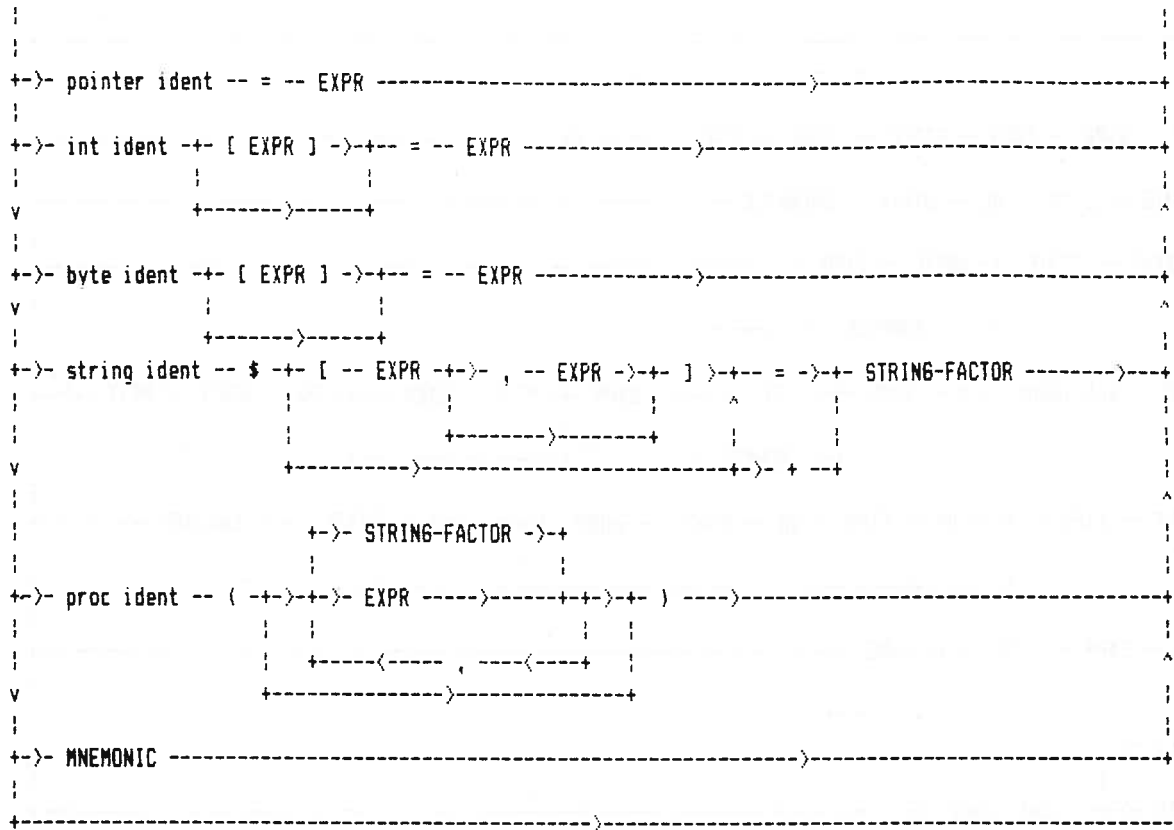 pointer ident -- = -- EXPR
int ident -+- [ EXPR ] ->-+-- = -- EXPR
byte ident -+- [ EXPR ] ->-+-- = -- EXPR
string ident -- $ -+- [ -- EXPR -+->- , -- EXPR ->-+- ] >-+-- = ->-+- STRING-FACTOR
+->- + --+
+->- STRING-FACTOR ->-+
proc ident -- ( -+->-+->- EXPR ----->------+-+->-+- ) ---->
+-----<----- , ----<----+
MNEMONIC